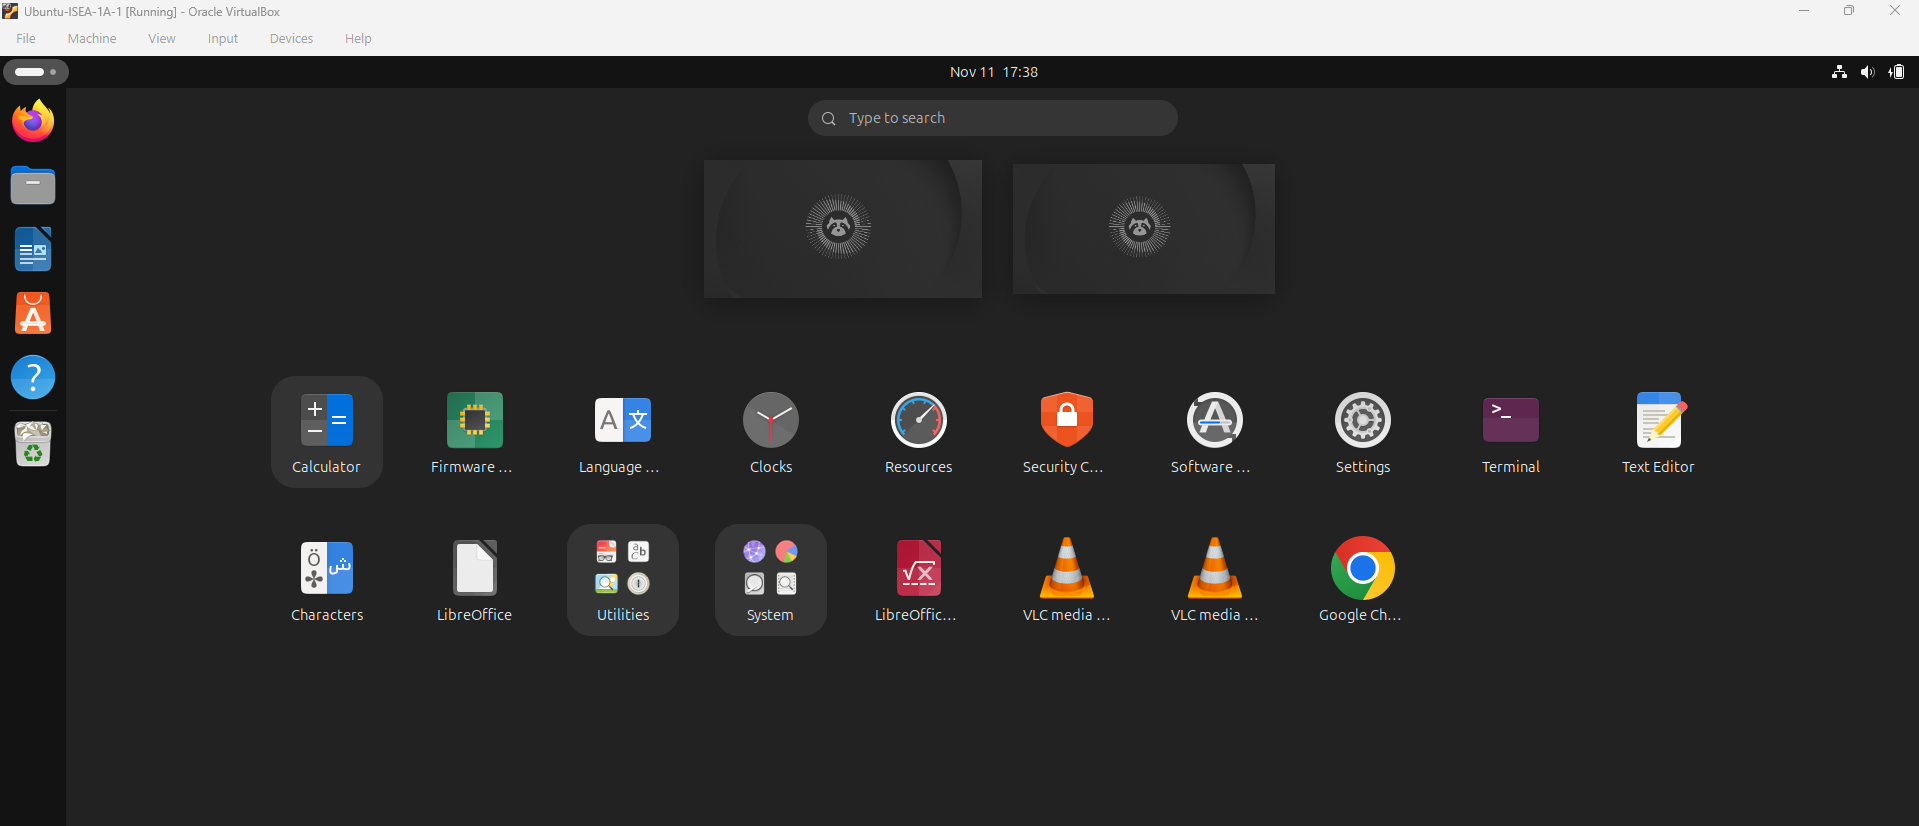 Ubuntu-ISEA-1A-1 [Running] - Oracle VirtualBox
File Machine View Input Devices Help
Nov 11 17:38
Type to search
Calculator Firmware ... Language ... Clocks Resources Security C... Software ... Settings Terminal Text Editor
Characters LibreOffice Utilities System LibreOffic... VLC media ... VLC media ... Google Ch...